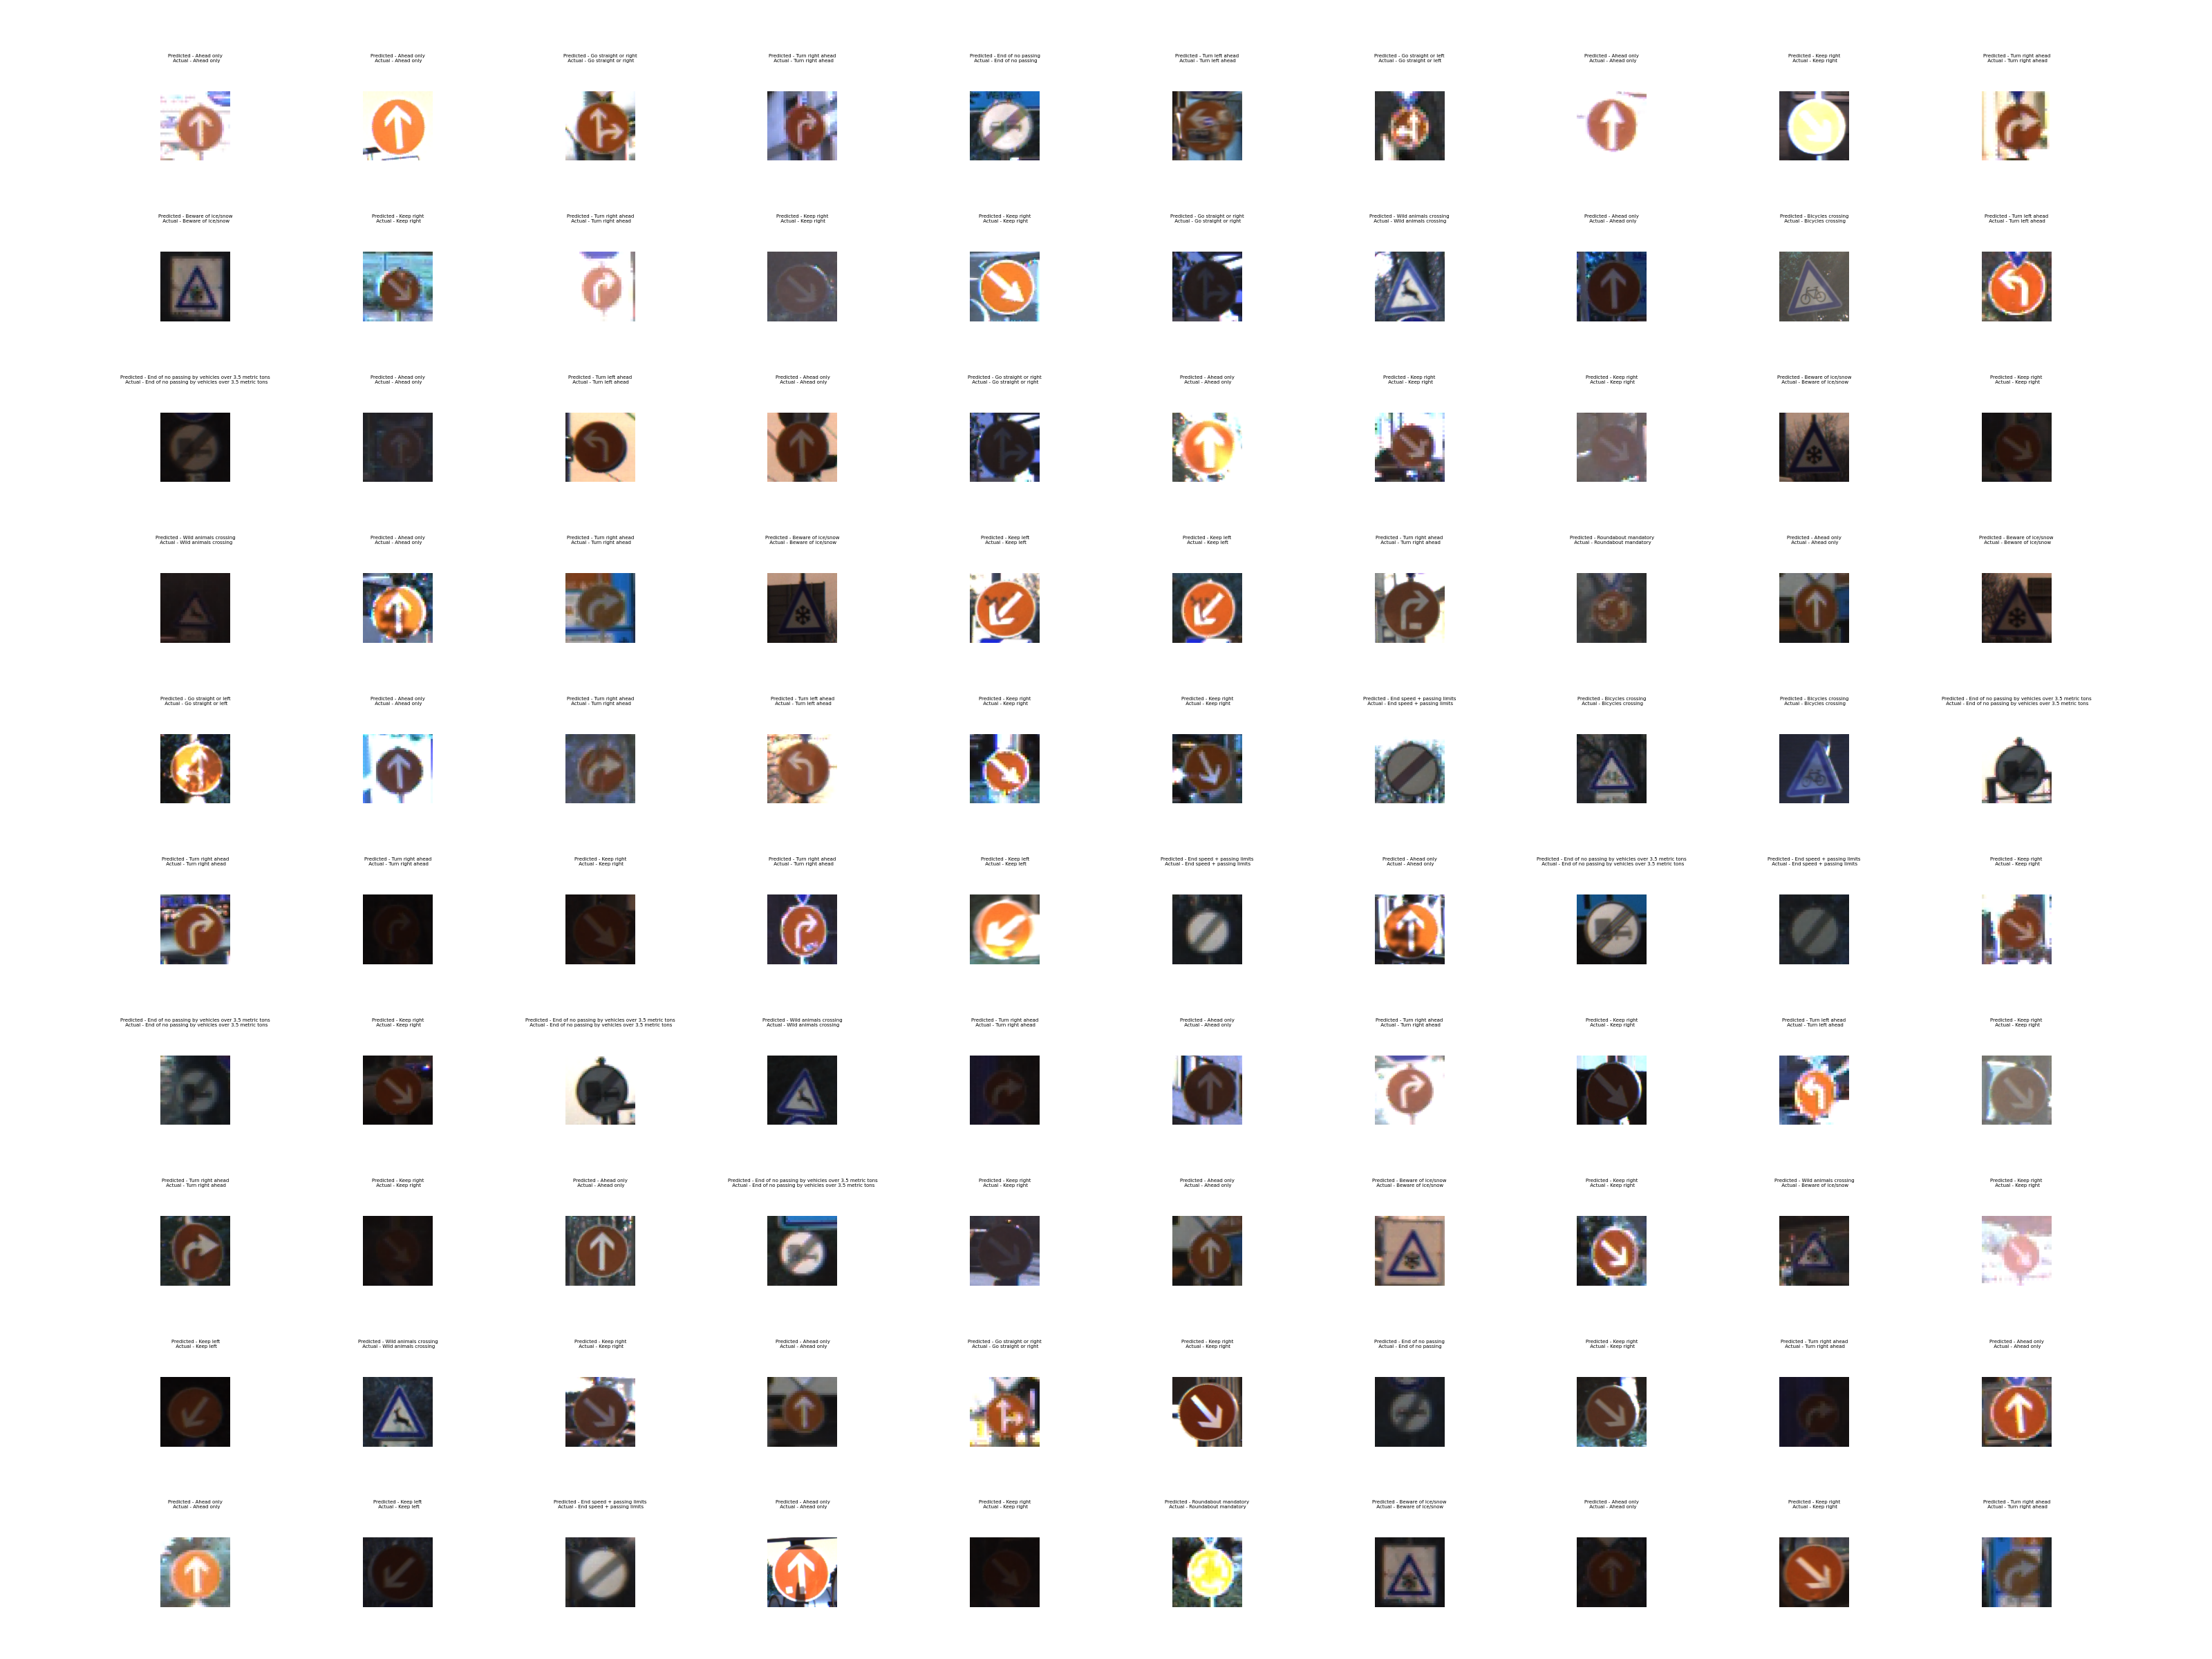 Predicted - Ahead only
Actual - Ahead only
Predicted - Ahead only
Actual - Ahead only
Predicted - Go straight or right
Actual - Go straight or right
Predicted - Turn right ahead
Actual - Turn right ahead
Predicted - End of no passing
Actual - End of no passing
Predicted - Turn left ahead
Actual - Turn left ahead
Predicted - Go straight or left
Actual - Go straight or left
Predicted - Ahead only
Actual - Ahead only
Predicted - Keep right
Actual - Keep right
Predicted - Turn right ahead
Actual - Turn right ahead
Predicted - Beware of ice/snow
Actual - Beware of ice/snow
Predicted - Keep right
Actual - Keep right
Predicted - Turn right ahead
Actual - Turn right ahead
Predicted - Keep right
Actual - Keep right
Predicted - Keep right
Actual - Keep right
Predicted - Go straight or right
Actual - Go straight or right
Predicted - Wild animals crossing
Actual - Wild animals crossing
Predicted - Ahead only
Actual - Ahead only
Predicted - Bicycles crossing
Actual - Bicycles crossing
Predicted - Turn left ahead
Actual - Turn left ahead
Predicted - End of no passing by vehicles over 3.5 metric tons
Actual - End of no passing by vehicles over 3.5 metric tons
Predicted - Ahead only
Actual - Ahead only
Predicted - Turn left ahead
Actual - Turn left ahead
Predicted - Ahead only
Actual - Ahead only
Predicted - Go straight or right
Actual - Go straight or right
Predicted - Ahead only
Actual - Ahead only
Predicted - Keep right
Actual - Keep right
Predicted - Keep right
Actual - Keep right
Predicted - Beware of ice/snow
Actual - Beware of ice/snow
Predicted - Keep right
Actual - Keep right
Predicted - Wild animals crossing
Actual - Wild animals crossing
Predicted - Ahead only
Actual - Ahead only
Predicted - Turn right ahead
Actual - Turn right ahead
Predicted - Beware of ice/snow
Actual - Beware of ice/snow
Predicted - Keep left
Actual - Keep left
Predicted - Keep left
Actual - Keep left
Predicted - Turn right ahead
Actual - Turn right ahead
Predicted - Roundabout mandatory
Actual - Roundabout mandatory
Predicted - Ahead only
Actual - Ahead only
Predicted - Beware of ice/snow
Actual - Beware of ice/snow
Predicted - Go straight or left
Actual - Go straight or left
Predicted - Ahead only
Actual - Ahead only
Predicted - Turn right ahead
Actual - Turn right ahead
Predicted - Turn left ahead
Actual - Turn left ahead
Predicted - Keep right
Actual - Keep right
Predicted - Keep right
Actual - Keep right
Predicted - End speed + passing limits
Actual - End speed + passing limits
Predicted - Bicycles crossing
Actual - Bicycles crossing
Predicted - Bicycles crossing
Actual - Bicycles crossing
Predicted - End of no passing by vehicles over 3.5 metric tons
Actual - End of no passing by vehicles over 3.5 metric tons
Predicted - Turn right ahead
Actual - Turn right ahead
Predicted - Turn right ahead
Actual - Turn right ahead
Predicted - Keep right
Actual - Keep right
Predicted - Turn right ahead
Actual - Turn right ahead
Predicted - Keep left
Actual - Keep left
Predicted - End speed + passing limits
Actual - End speed + passing limits
Predicted - Ahead only
Actual - Ahead only
Predicted - End of no passing by vehicles over 3.5 metric tons
Actual - End of no passing by vehicles over 3.5 metric tons
Predicted - End speed + passing limits
Actual - End speed + passing limits
Predicted - Keep right
Actual - Keep right
Predicted - End of no passing by vehicles over 3.5 metric tons
Actual - End of no passing by vehicles over 3.5 metric tons
Predicted - Keep right
Actual - Keep right
Predicted - End of no passing by vehicles over 3.5 metric tons
Actual - End of no passing by vehicles over 3.5 metric tons
Predicted - Wild animals crossing
Actual - Wild animals crossing
Predicted - Turn right ahead
Actual - Turn right ahead
Predicted - Ahead only
Actual - Ahead only
Predicted - Turn right ahead
Actual - Turn right ahead
Predicted - Keep right
Actual - Keep right
Predicted - Turn left ahead
Actual - Turn left ahead
Predicted - Keep right
Actual - Keep right
Predicted - Turn right ahead
Actual - Turn right ahead
Predicted - Keep right
Actual - Keep right
Predicted - Ahead only
Actual - Ahead only
Predicted - End of no passing by vehicles over 3.5 metric tons
Actual - End of no passing by vehicles over 3.5 metric tons
Predicted - Keep right
Actual - Keep right
Predicted - Ahead only
Actual - Ahead only
Predicted - Beware of ice/snow
Actual - Beware of ice/snow
Predicted - Keep right
Actual - Keep right
Predicted - Wild animals crossing
Actual - Beware of ice/snow
Predicted - Keep right
Actual - Keep right
Predicted - Keep left
Actual - Keep left
Predicted - Wild animals crossing
Actual - Wild animals crossing
Predicted - Keep right
Actual - Keep right
Predicted - Ahead only
Actual - Ahead only
Predicted - Go straight or right
Actual - Go straight or right
Predicted - Keep right
Actual - Keep right
Predicted - End of no passing
Actual - End of no passing
Predicted - Keep right
Actual - Keep right
Predicted - Turn right ahead
Actual - Turn right ahead
Predicted - Ahead only
Actual - Ahead only
Predicted - Ahead only
Actual - Ahead only
Predicted - Keep left
Actual - Keep left
Predicted - End speed + passing limits
Actual - End speed + passing limits
Predicted - Ahead only
Actual - Ahead only
Predicted - Keep right
Actual - Keep right
Predicted - Roundabout mandatory
Actual - Roundabout mandatory
Predicted - Beware of ice/snow
Actual - Beware of ice/snow
Predicted - Ahead only
Actual - Ahead only
Predicted - Keep right
Actual - Keep right
Predicted - Turn right ahead
Actual - Turn right ahead